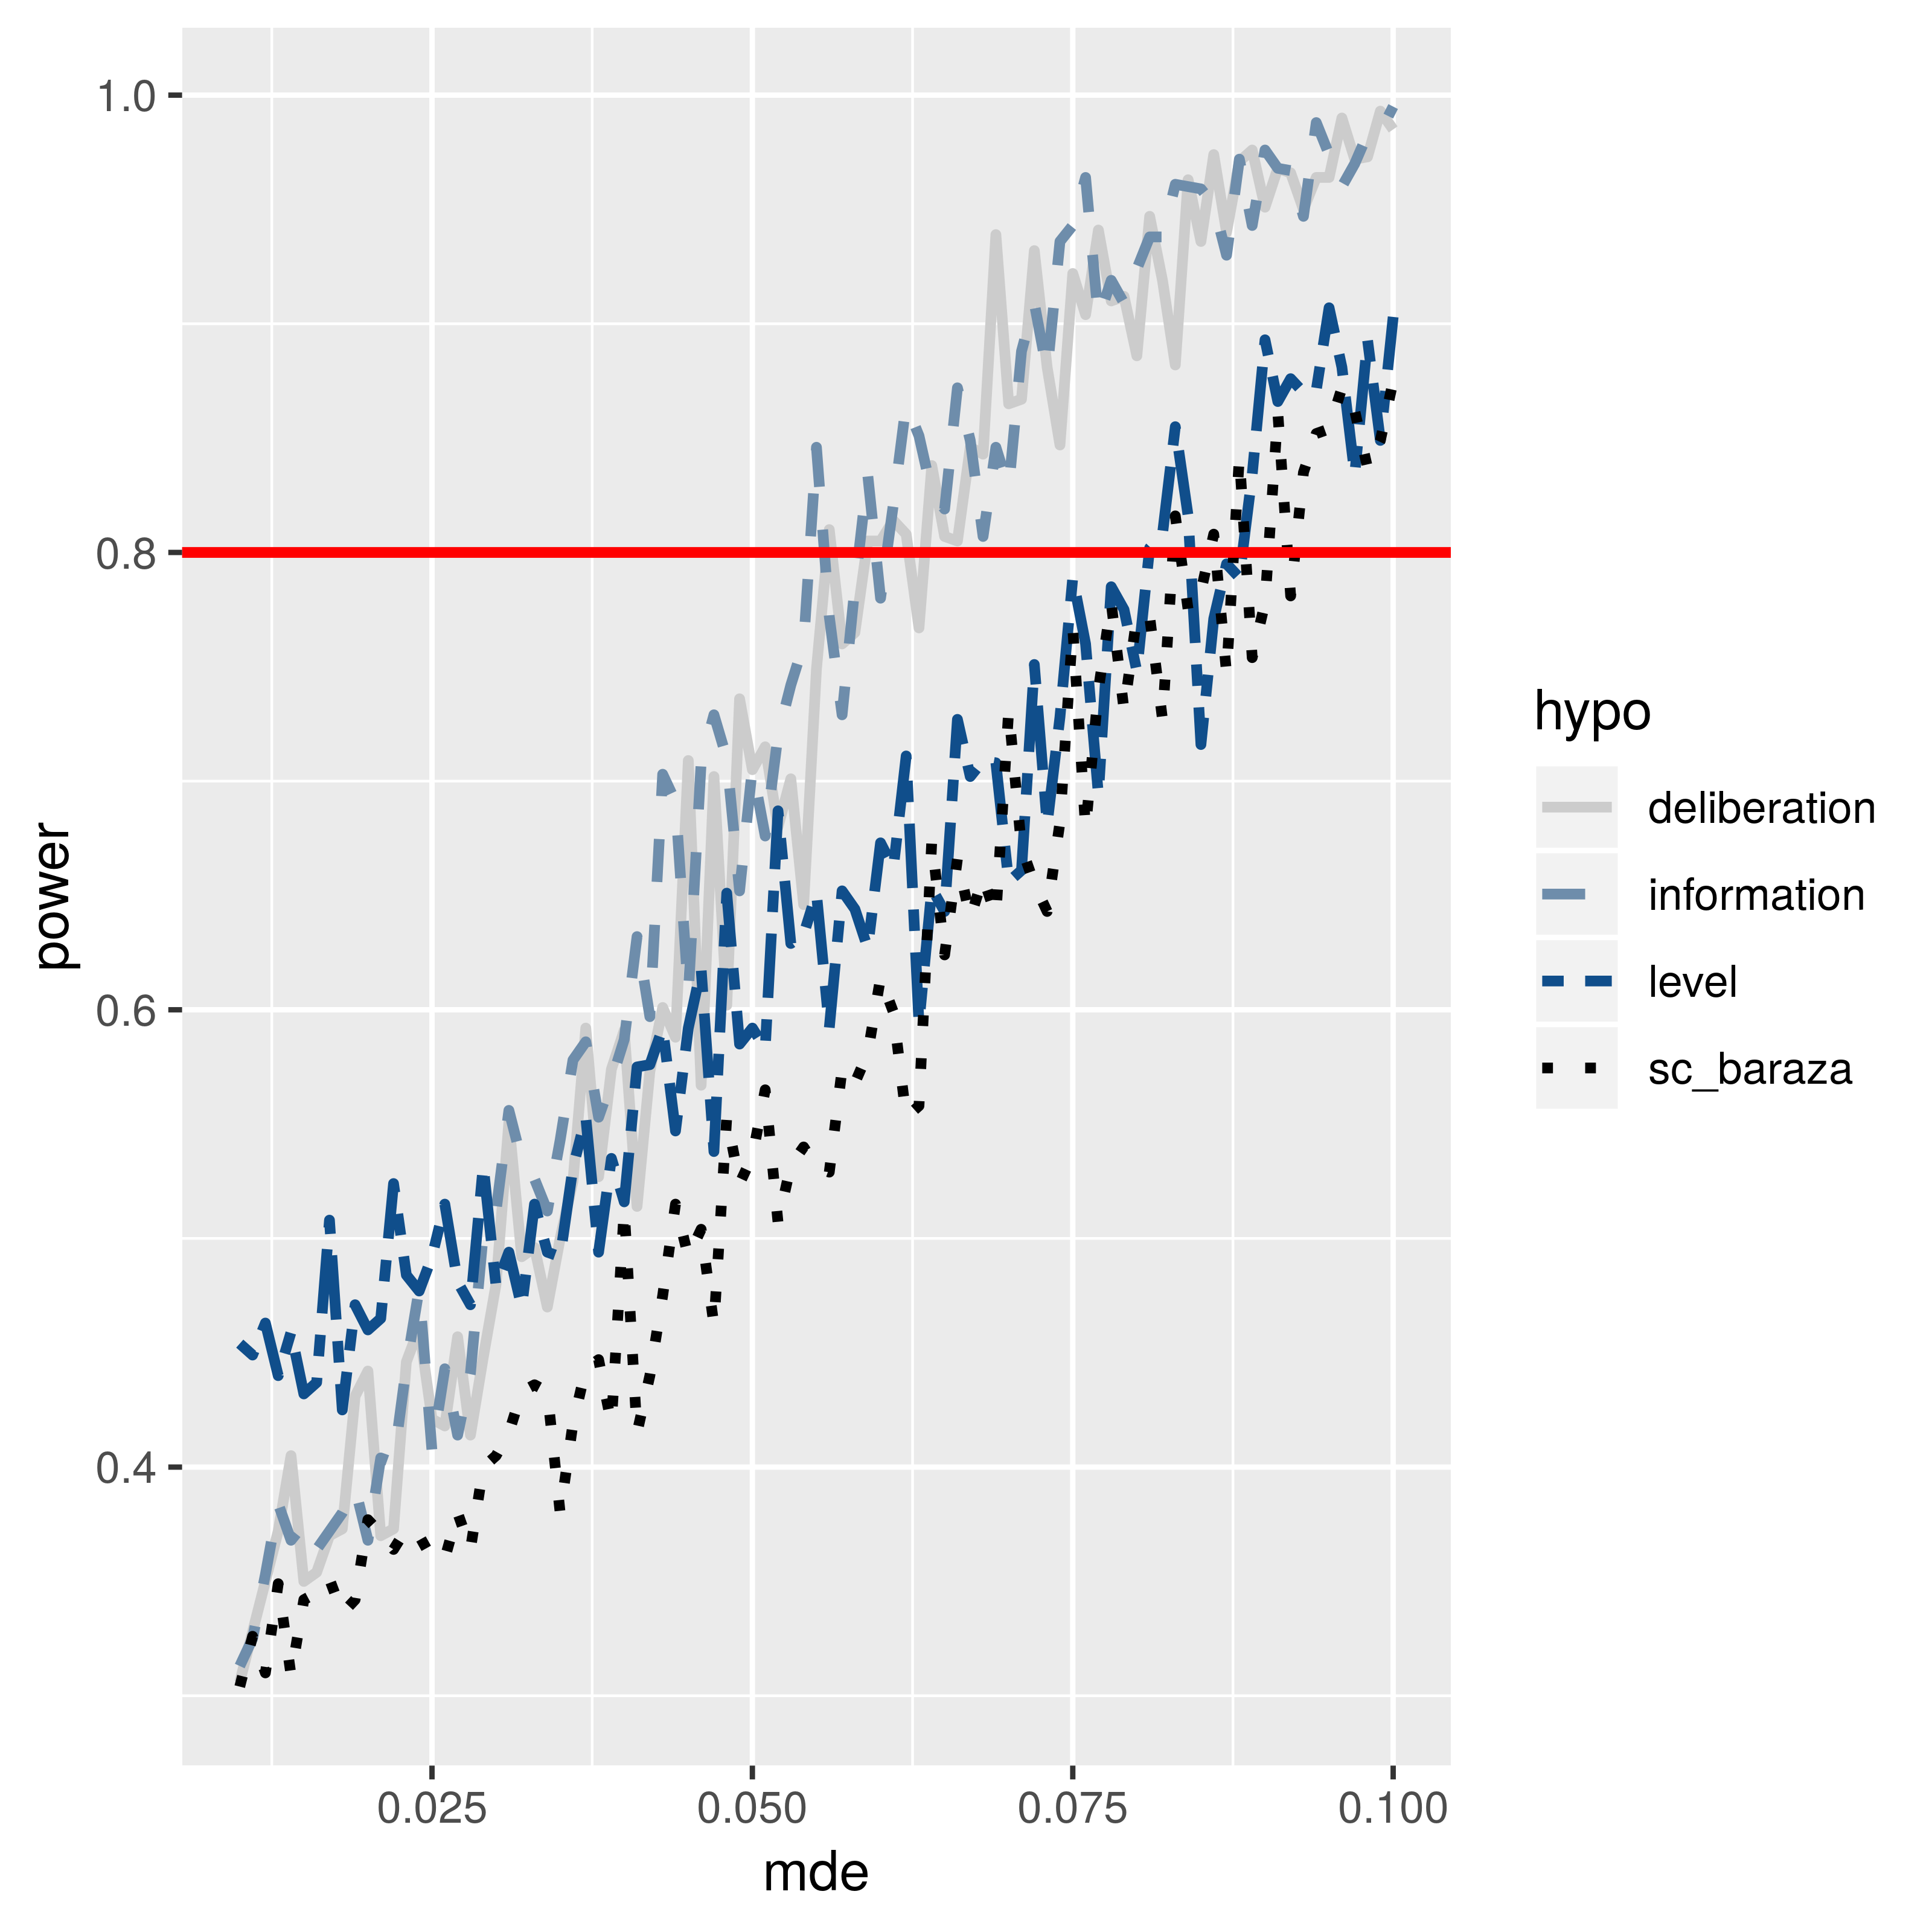 1.0
0.8
0.6
0.4
power
0.025
0.050
0.075
0.100
mde
hypo
deliberation
information
level
sc_baraza